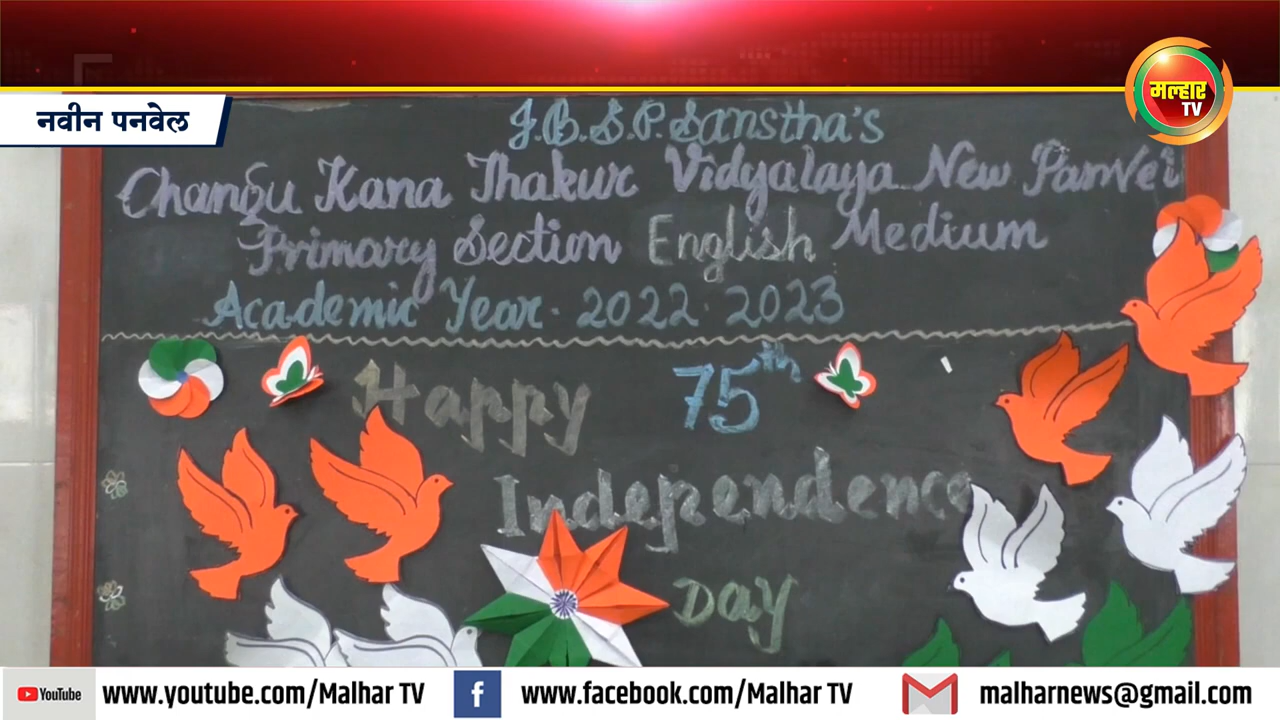 मल्हार
TV
नवीन पनवेल
J.B.S.P. Sanstha's
Changu Kana Thakur Vidyalaya New Panvel
Primary Section English Medium
Academic Year. 2022. 2023
Happy 75th
Independence
Day
YouTube www.youtube.com/Malhar TV f www.facebook.com/Malhar TV malharnews@gmail.com